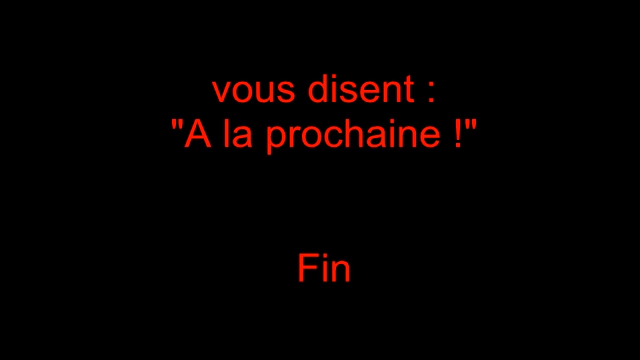 vous disent :
"A la prochaine !"
Fin